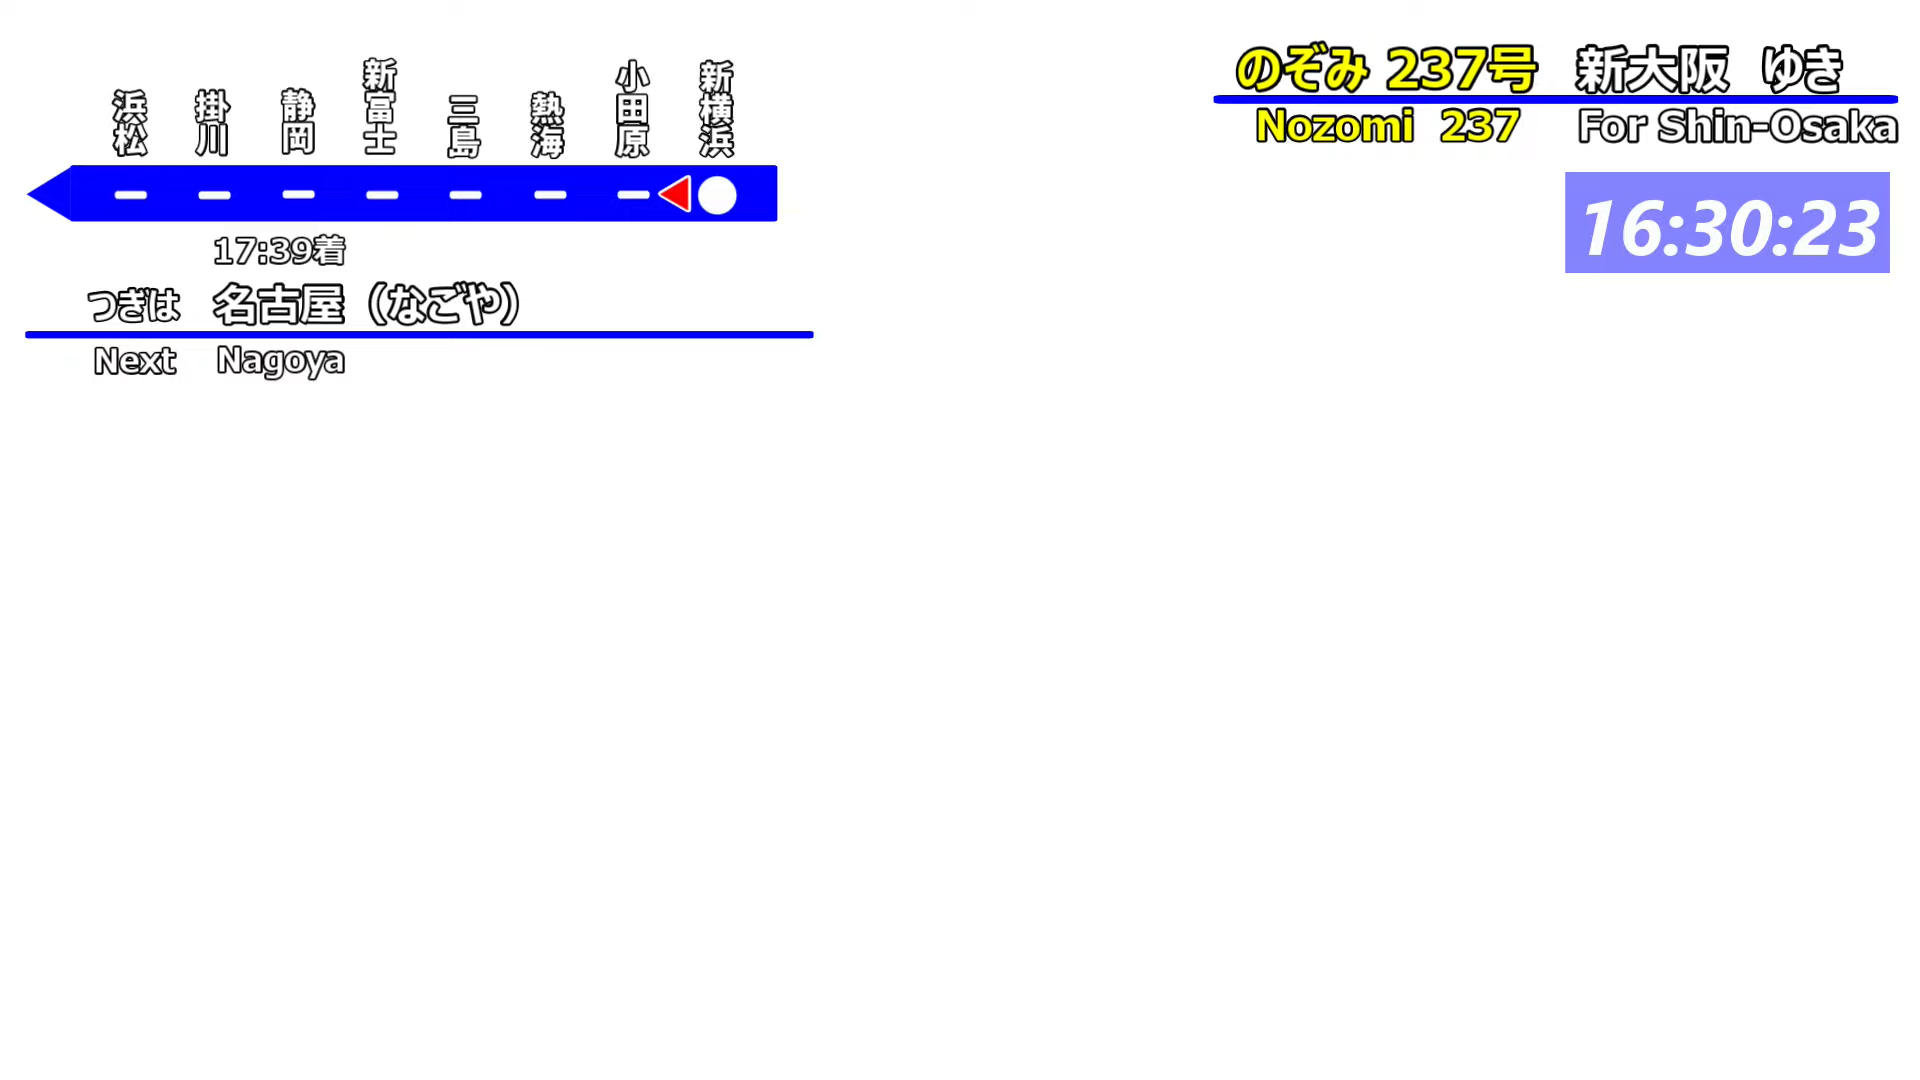 浜松 掛川 静岡 新富士 三島 熱海 小田原 新横浜
17:39着
つぎは 名古屋（なごや）
Next Nagoya
のぞみ 237号 新大阪 ゆき
Nozomi 237 For Shin-Osaka
16:30:23